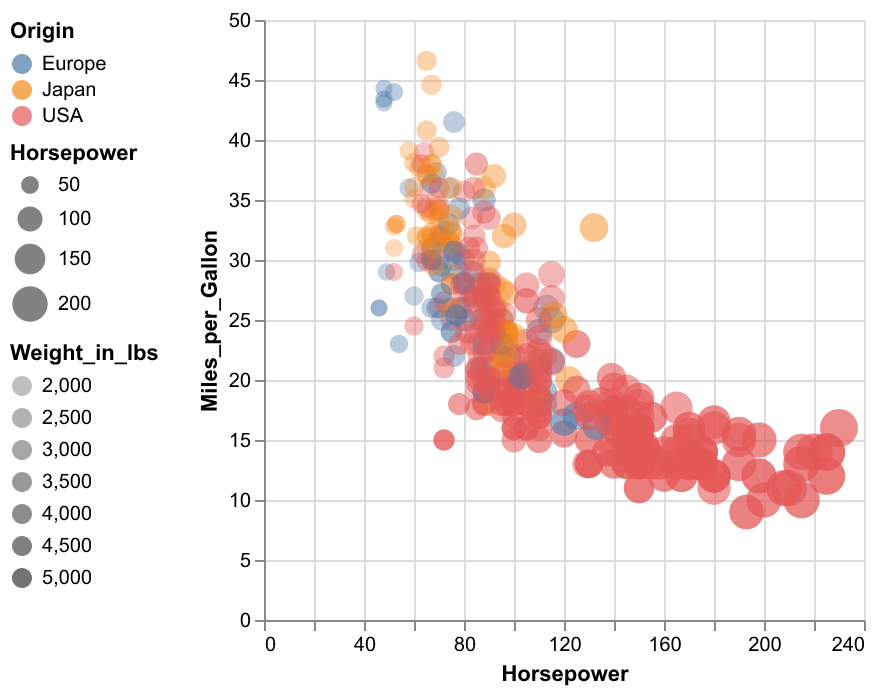 Origin
Europe
Japan
USA
Horsepower
50
100
150
200
Weight_in_lbs
2,000
2,500
3,000
3,500
4,000
4,500
5,000
Miles_per_Gallon
50
45
40
35
30
25
20
15
10
5
0
0 40 80 120 160 200 240
Horsepower